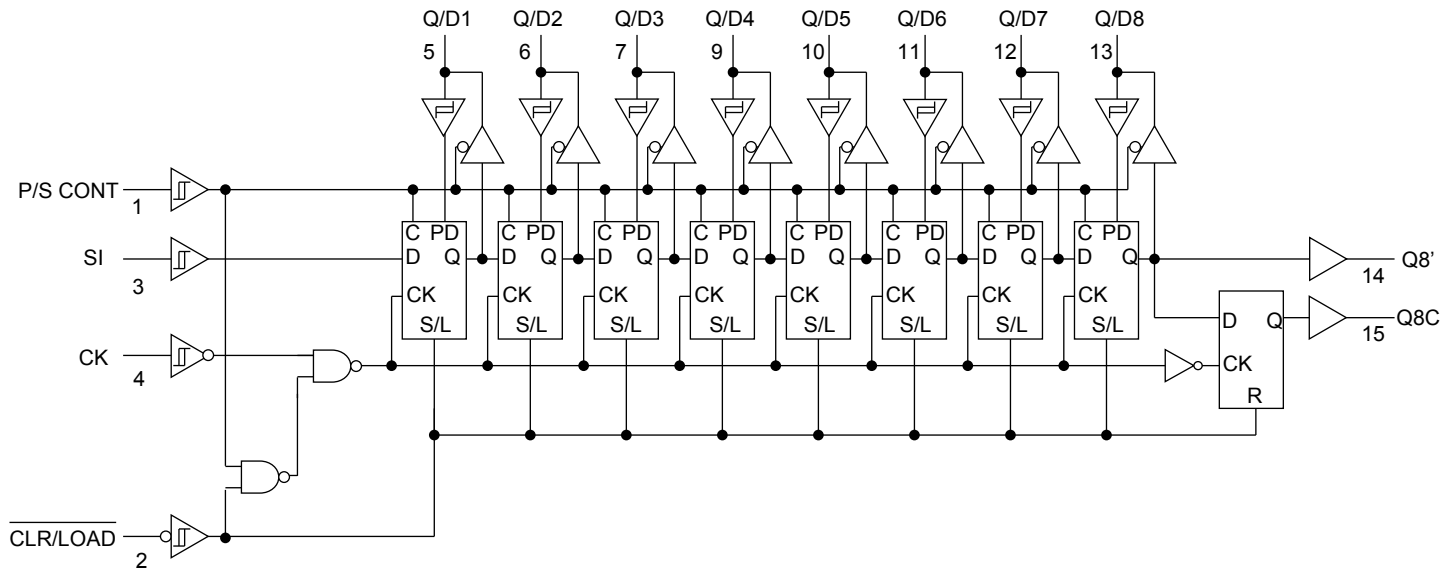 Q/D1 Q/D2 Q/D3 Q/D4 Q/D5 Q/D6 Q/D7 Q/D8
5 6 7 9 10 11 12 13
P/S CONT
1
C PD C PD C PD C PD C PD C PD C PD C PD
SI D Q D Q D Q D Q D Q D Q D Q D Q Q8'
3 14
CK CK CK CK CK CK CK CK
S/L S/L S/L S/L S/L S/L S/L S/L D Q Q8C
15
CK
4
CK
R
CLR/LOAD
2